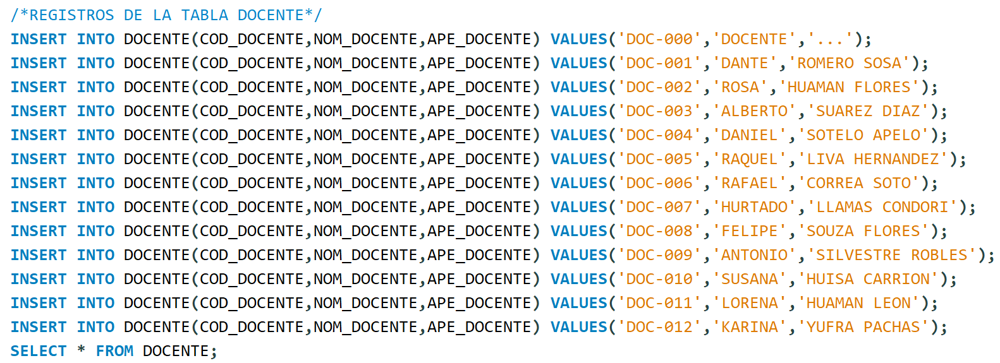 /*REGISTROS DE LA TABLA DOCENTE*/
INSERT INTO DOCENTE(COD_DOCENTE,NOM_DOCENTE,APE_DOCENTE) VALUES('DOC-000','DOCENTE','...');
INSERT INTO DOCENTE(COD_DOCENTE,NOM_DOCENTE,APE_DOCENTE) VALUES('DOC-001','DANTE','ROMERO SOSA');
INSERT INTO DOCENTE(COD_DOCENTE,NOM_DOCENTE,APE_DOCENTE) VALUES('DOC-002','ROSA','HUAMAN FLORES');
INSERT INTO DOCENTE(COD_DOCENTE,NOM_DOCENTE,APE_DOCENTE) VALUES('DOC-003','ALBERTO','SUAREZ DIAZ');
INSERT INTO DOCENTE(COD_DOCENTE,NOM_DOCENTE,APE_DOCENTE) VALUES('DOC-004','DANIEL','SOTELO APELO');
INSERT INTO DOCENTE(COD_DOCENTE,NOM_DOCENTE,APE_DOCENTE) VALUES('DOC-005','RAQUEL','LIVA HERNANDEZ');
INSERT INTO DOCENTE(COD_DOCENTE,NOM_DOCENTE,APE_DOCENTE) VALUES('DOC-006','RAFAEL','CORREA SOTO');
INSERT INTO DOCENTE(COD_DOCENTE,NOM_DOCENTE,APE_DOCENTE) VALUES('DOC-007','HURTADO','LLAMAS CONDORI');
INSERT INTO DOCENTE(COD_DOCENTE,NOM_DOCENTE,APE_DOCENTE) VALUES('DOC-008','FELIPE','SOUZA FLORES');
INSERT INTO DOCENTE(COD_DOCENTE,NOM_DOCENTE,APE_DOCENTE) VALUES('DOC-009','ANTONIO','SILVESTRE ROBLES');
INSERT INTO DOCENTE(COD_DOCENTE,NOM_DOCENTE,APE_DOCENTE) VALUES('DOC-010','SUSANA','HUISA CARRION');
INSERT INTO DOCENTE(COD_DOCENTE,NOM_DOCENTE,APE_DOCENTE) VALUES('DOC-011','LORENA','HUAMAN LEON');
INSERT INTO DOCENTE(COD_DOCENTE,NOM_DOCENTE,APE_DOCENTE) VALUES('DOC-012','KARINA','YUFRA PACHAS');
SELECT * FROM DOCENTE;